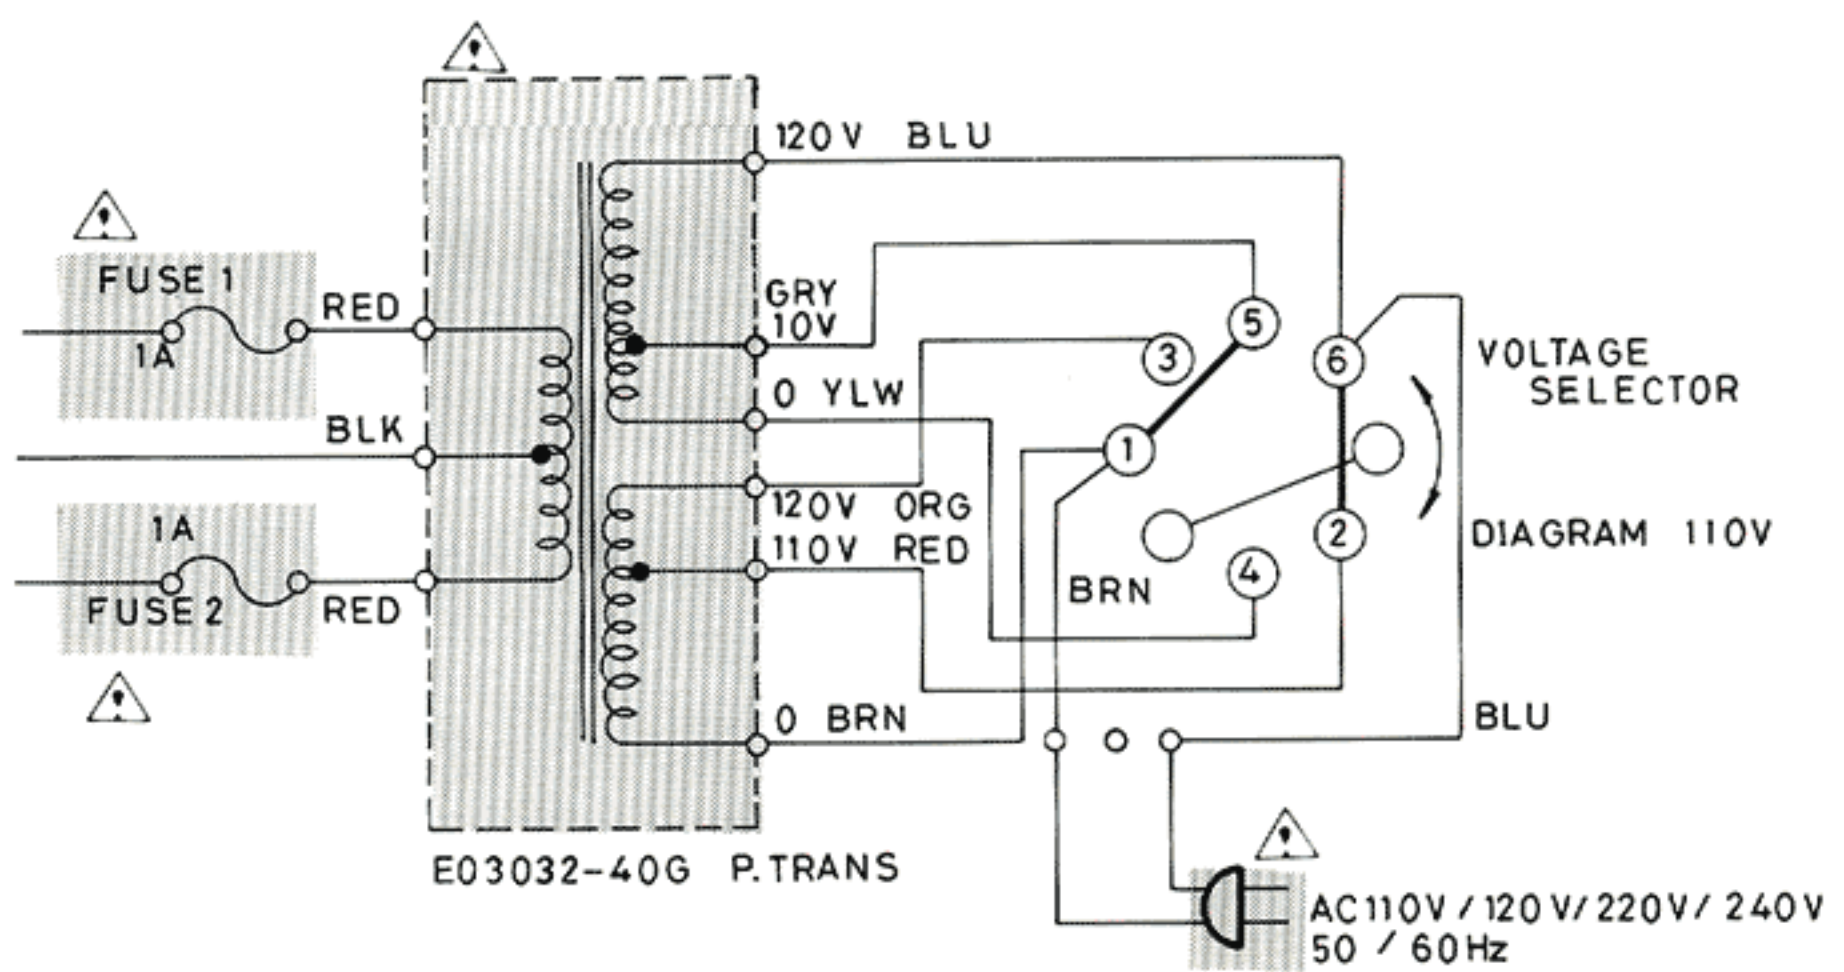 120V BLU
FUSE 1
RED
1A
GRY
10V
5
3
6
VOLTAGE
SELECTOR
0 YLW
BLK
1
120V ORG
1A
110V RED
2
DIAGRAM 110V
4
BRN
FUSE 2
RED
0 BRN
BLU
E03032-40G P.TRANS
AC110V/120V/220V/240V
50/60Hz